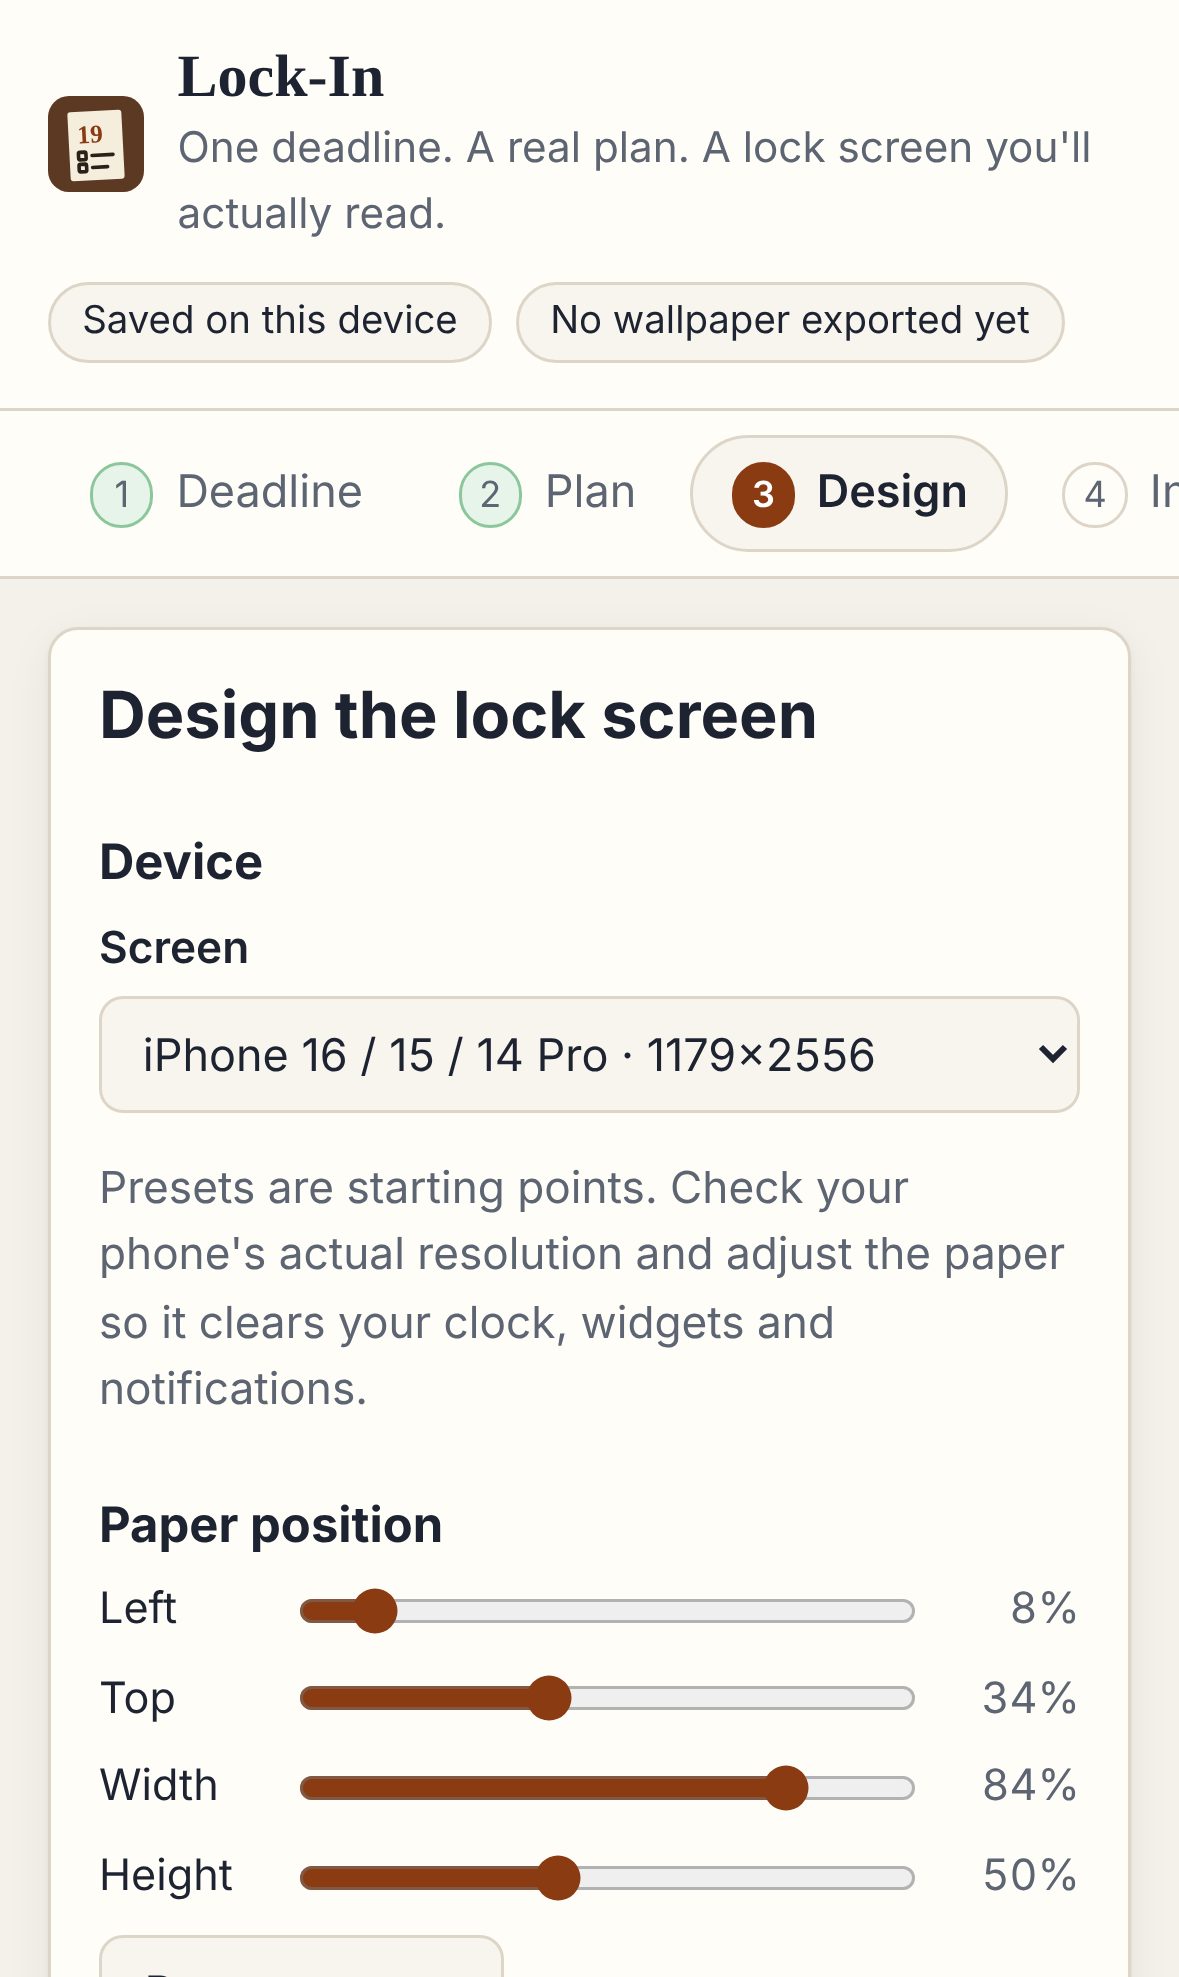 Lock-In
19
One deadline. A real plan. A lock screen you'll
actually read.
Saved on this device
No wallpaper exported yet
1 Deadline
2 Plan
3 Design
4
Design the lock screen
Device
Screen
iPhone 16 / 15 / 14 Pro · 1179×2556
Presets are starting points. Check your
phone's actual resolution and adjust the paper
so it clears your clock, widgets and
notifications.
Paper position
Left 8%
Top 34%
Width 84%
Height 50%